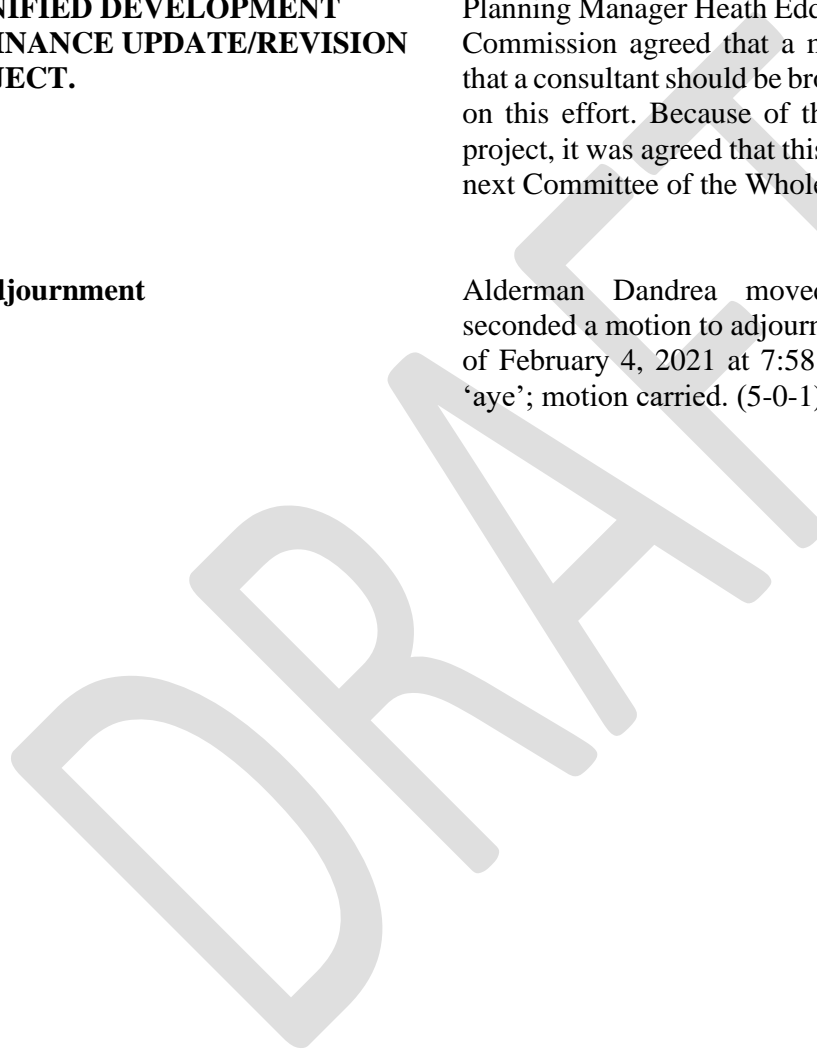 NIFIED DEVELOPMENT
INANCE UPDATE/REVISION
JECT.
Planning Manager Heath Edd
Commission agreed that a
that a consultant should be bro
on this effort. Because of th
project, it was agreed that this
next Committee of the Whole
djournment
Alderman Dandrea moved
seconded a motion to adjourn
of February 4, 2021 at 7:58
‘aye’; motion carried. (5-0-1)
DRAFT